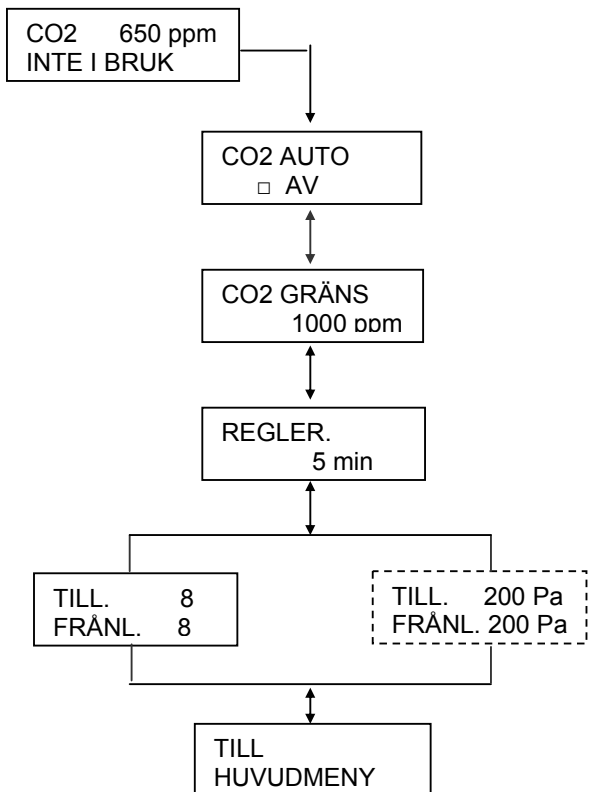 CO2 650 ppm
INTE I BRUK
CO2 AUTO
□ AV
CO2 GRÄNS
1000 ppm
REGLER.
5 min
TILL. 8
FRÅNL. 8
TILL. 200 Pa
FRÅNL. 200 Pa
TILL
HUVUDMENY